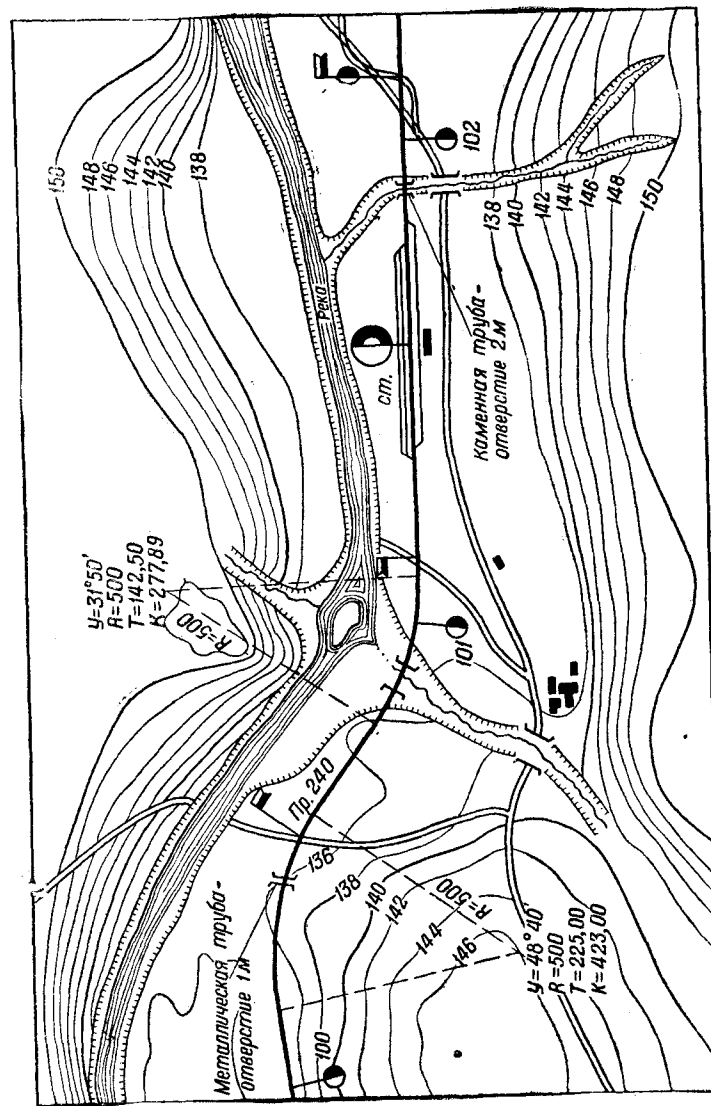 150
148
146
144
142
140
138
У=31°50'
R=500
Т=142,50
К=277,89
R=500
Река
ст.
102
138
140
142
144
146
148
150
Каменная труба-
отверстие 2м
101
Пр. 240
136
138
140
142
144
146
R=500
У=48°40'
R=500
Т=225,00
К=423,00
Металлическая труба-
отверстие 1м
100